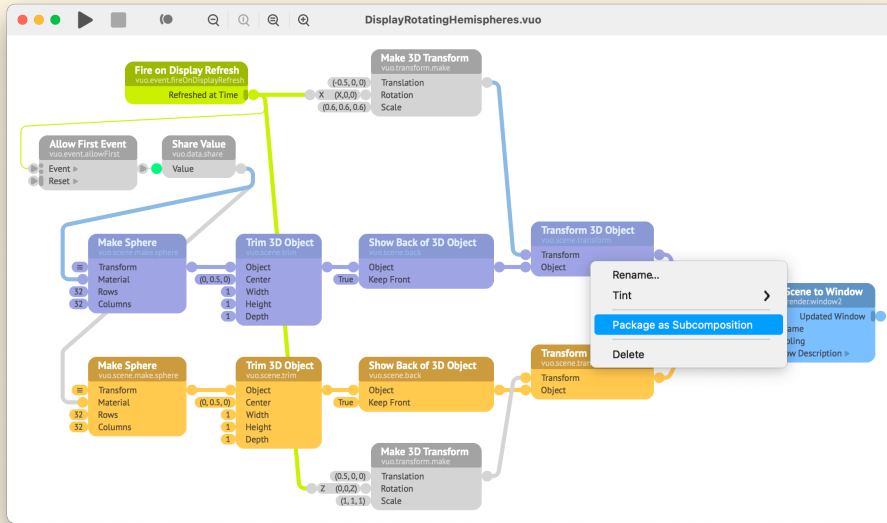 DisplayRotatingHemispheres.vuo
Fire on Display Refresh
vuo.event.fireOnDisplayRefresh
Refreshed at Time
Make 3D Transform
vuo.transform.make
(-0.5, 0, 0) Translation
X (X,0,0) Rotation
(0.6, 0.6, 0.6) Scale
Allow First Event
vuo.event.allowFirst
Event
Reset
Share Value
vuo.data.share
Value
Make Sphere
vuo.scene.make.sphere
Transform
Material
32 Rows
32 Columns
Trim 3D Object
vuo.scene.trim
Object
(0, 0.5, 0) Center
1 Width
1 Height
1 Depth
Show Back of 3D Object
vuo.scene.back
Object
True Keep Front
Transform 3D Object
vuo.scene.transform
Transform
Object
Rename...
Tint
Package as Subcomposition
Delete
Scene to Window
render.window2
Updated Window
Description
Make Sphere
vuo.scene.make.sphere
Transform
Material
32 Rows
32 Columns
Trim 3D Object
vuo.scene.trim
Object
(0, 0.5, 0) Center
1 Width
1 Height
1 Depth
Show Back of 3D Object
vuo.scene.back
Object
True Keep Front
Transform
Transform
Object
Make 3D Transform
vuo.transform.make
(0.5, 0, 0) Translation
Z (0,0,Z) Rotation
(1, 1, 1) Scale